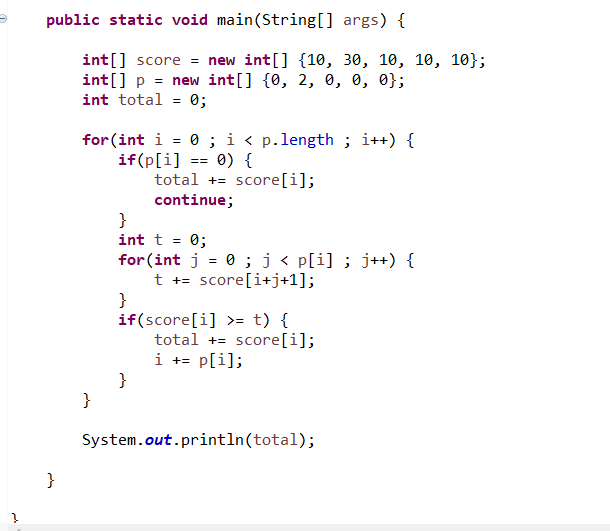 public static void main(String[] args) {
int[] score = new int[] {10, 30, 10, 10, 10};
int[] p = new int[] {0, 2, 0, 0, 0};
int total = 0;
for(int i = 0 ; i < p.length ; i++) {
if(p[i] == 0) {
total += score[i];
continue;
}
int t = 0;
for(int j = 0 ; j < p[i] ; j++) {
t += score[i+j+1];
}
if(score[i] >= t) {
total += score[i];
i += p[i];
}
}
System.out.println(total);
}
}